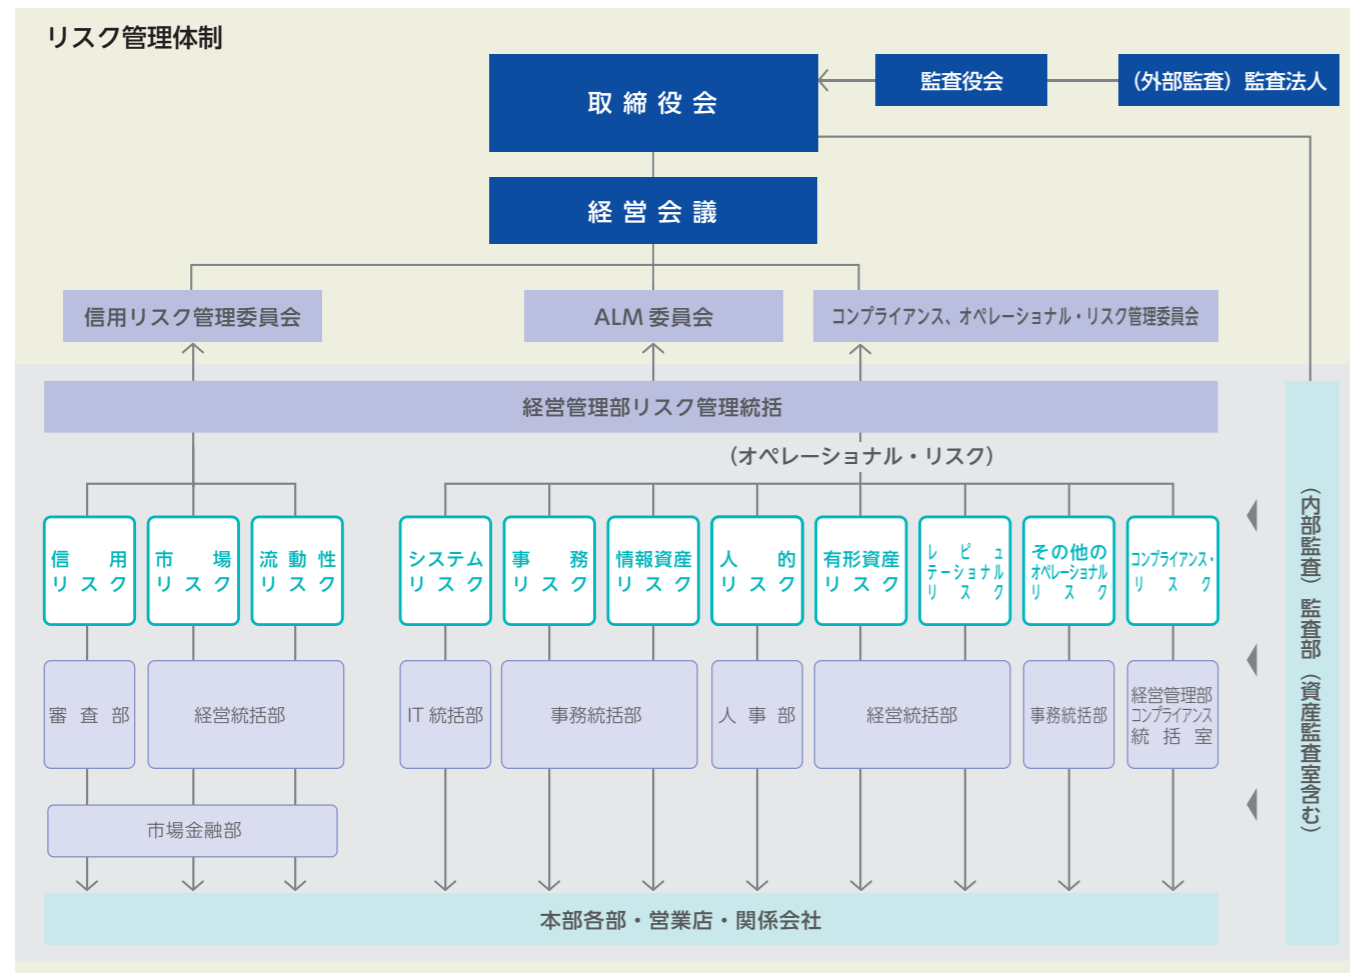 リスク管理体制
取締役会
監査役会
（外部監査）監査法人
経営会議
信用リスク管理委員会
ALM 委員会
コンプライアンス、オペレーショナル・リスク管理委員会
経営管理部リスク管理統括
（オペレーショナル・リスク）
信用
リスク
市場
リスク
流動性
リスク
システム
リスク
事務
リスク
情報資産
リスク
人的
リスク
有形資産
リスク
レピュ
テーショナル
リスク
その他の
オペレーショナル
リスク
コンプライアンス・
リスク
審査部
経営統括部
IT 統括部
事務統括部
人事部
経営統括部
事務統括部
経営管理部
コンプライアンス
統括室
市場金融部
本部各部・営業店・関係会社
（内部監査）監査部（資産監査室含む）